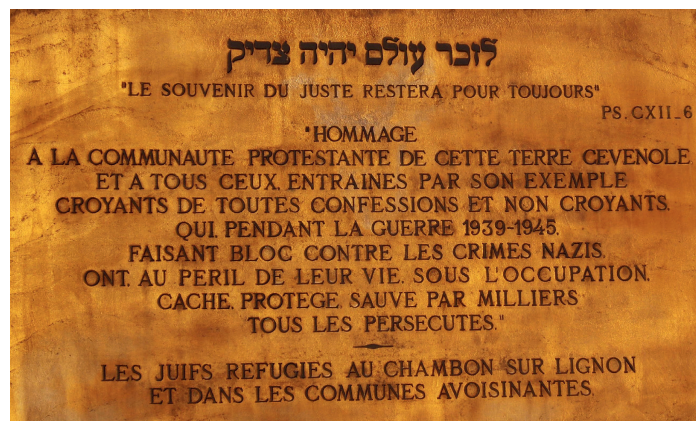 לזכר עולם יהיה צדיק
"LE SOUVENIR DU JUSTE RESTERA POUR TOUJOURS"
PS. CXII_6
"HOMMAGE
A LA COMMUNAUTE PROTESTANTE DE CETTE TERRE CEVENOLE,
ET A TOUS CEUX, ENTRAINES PAR SON EXEMPLE
CROYANTS DE TOUTES CONFESSIONS ET NON CROYANTS,
QUI, PENDANT LA GUERRE 1939-1945,
FAISANT BLOC CONTRE LES CRIMES NAZIS,
ONT, AU PERIL DE LEUR VIE, SOUS L'OCCUPATION,
CACHE, PROTEGE, SAUVE PAR MILLIERS
TOUS LES PERSECUTES."
LES JUIFS REFUGIES AU CHAMBON SUR LIGNON
ET DANS LES COMMUNES AVOISINANTES.